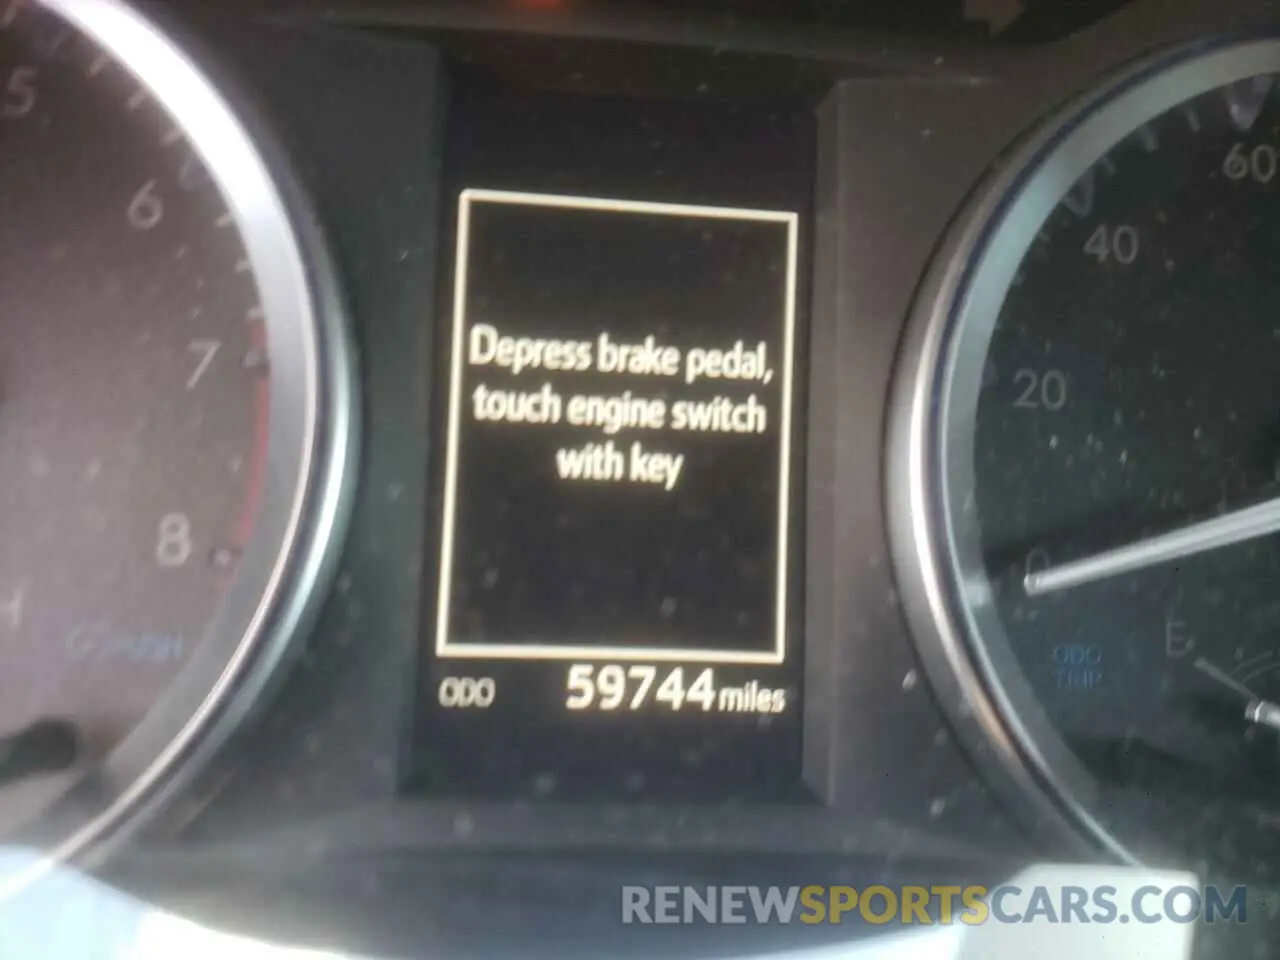 5
6
7
8
Depress brake pedal,
touch engine switch
with key
ODO 59744 miles
60
40
20
0
E
ODO
TRIP
RENEWSPORTSCARS.COM